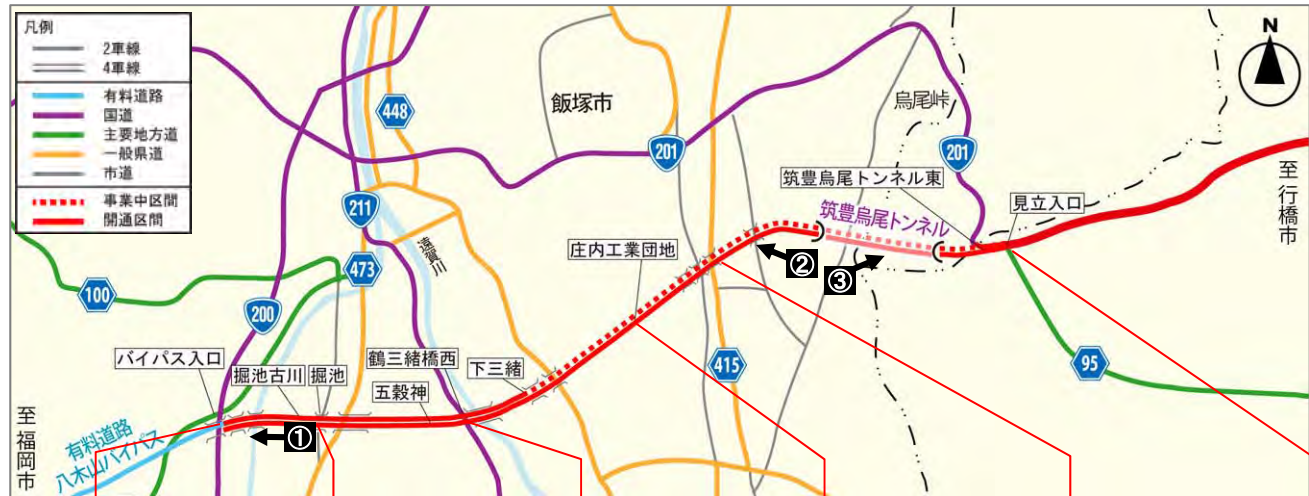 凡例
2車線
4車線
有料道路
国道
主要地方道
一般県道
市道
事業中区間
開通区間
N
448
飯塚市
烏尾峠
201
201
筑豊烏尾トンネル東
見立入口
至行橋市
211
遠賀川
筑豊烏尾トンネル
庄内工業団地
②
③
473
100
200
バイパス入口
掘池古川
掘池
鶴三緒橋西
五穀神
下三緒
415
95
①
至福岡市
有料道路
八木山バイパス